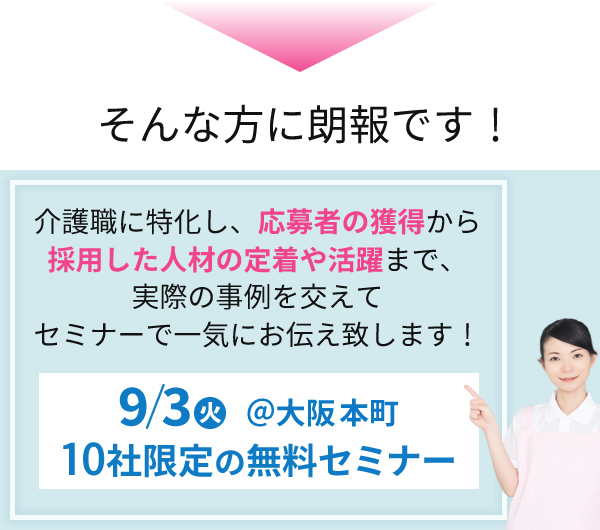 そんな方に朗報です！
介護職に特化し、応募者の獲得から
採用した人材の定着や活躍まで、
実際の事例を交えて
セミナーで一気にお伝え致します！
9/3火 @大阪 本町
10社限定の無料セミナー